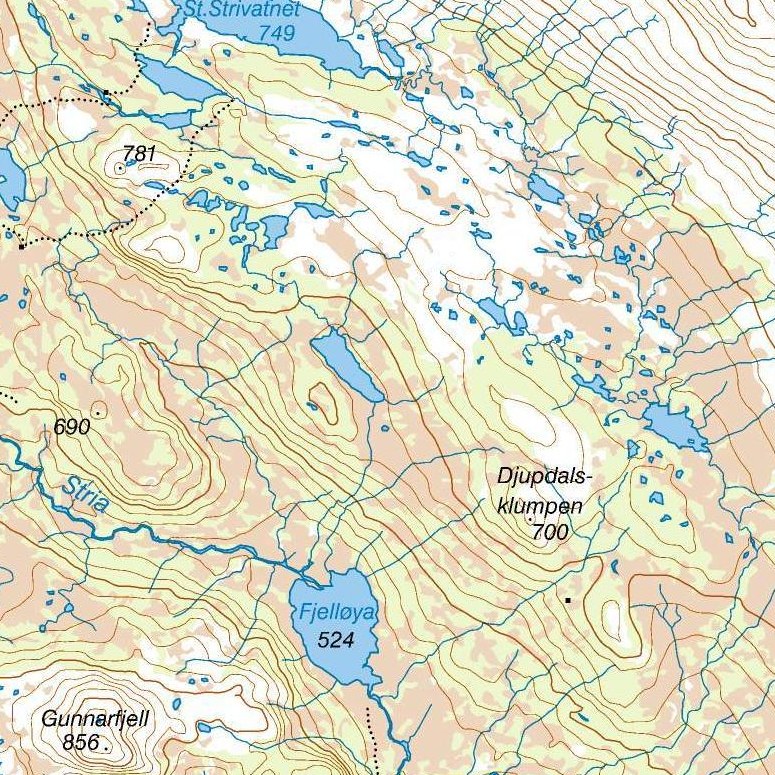 St.Strivatnet
749
781
690
Stria
Djupdals-
klumpen
700
Fjelløya
524
Gunnarfjell
856